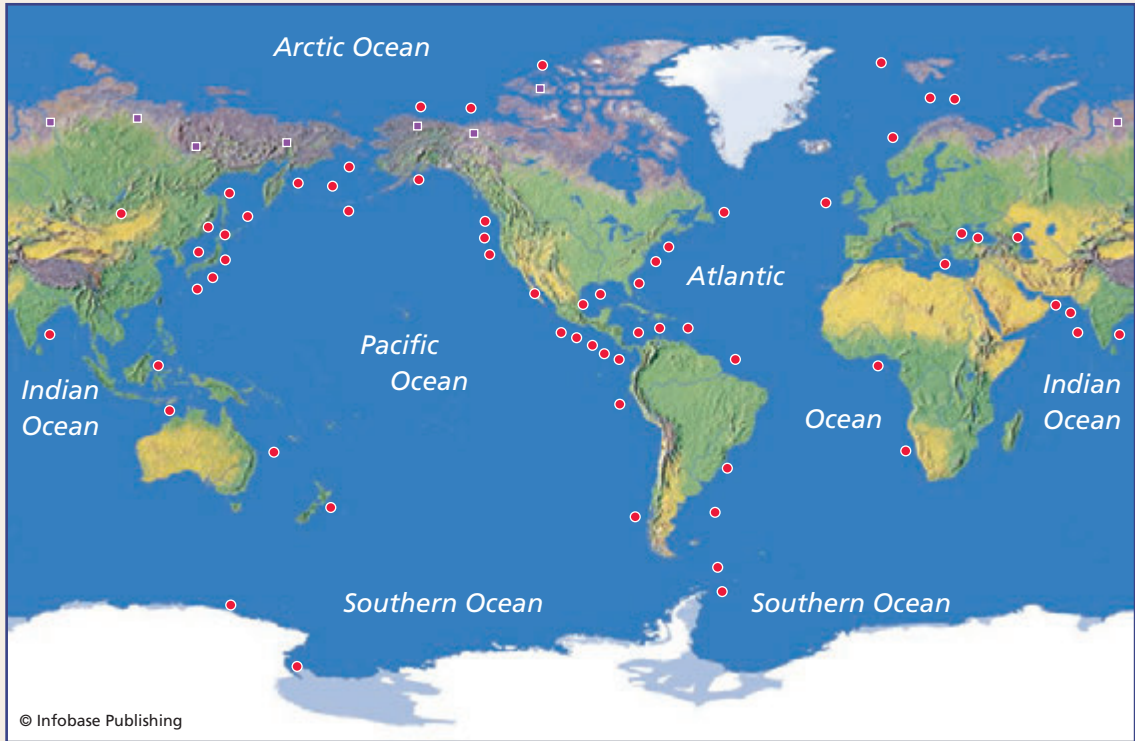 Arctic Ocean
Atlantic
Pacific
Ocean
Indian
Ocean
Ocean
Indian
Ocean
Southern Ocean
Southern Ocean
© Infobase Publishing